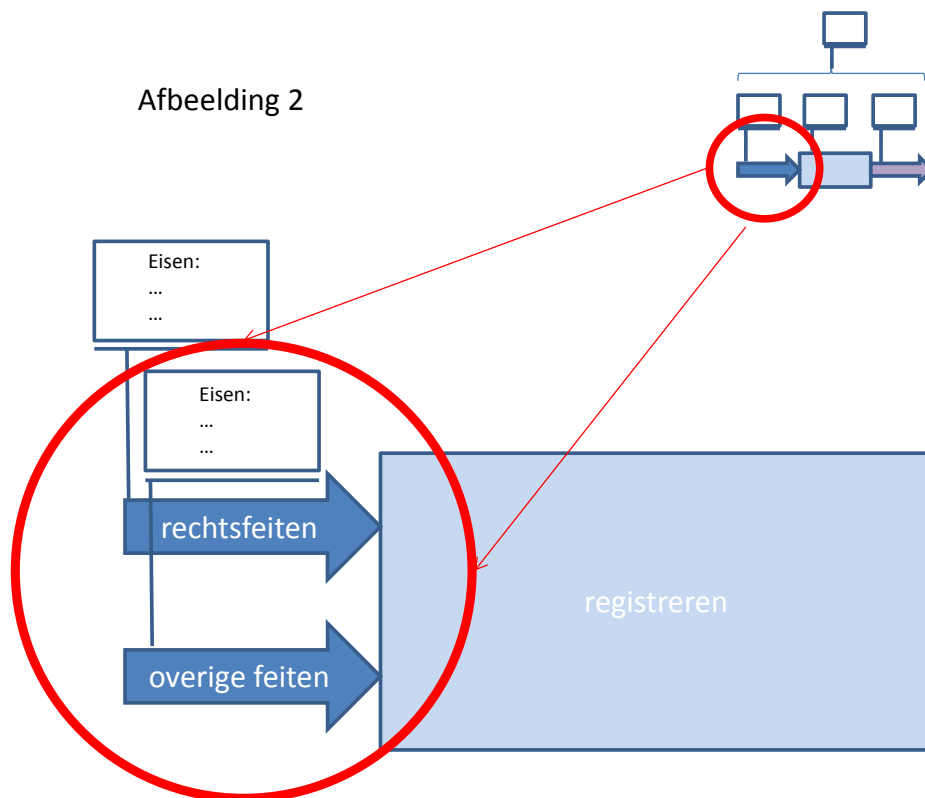 Afbeelding 2
Eisen:
...
...
Eisen:
...
...
rechtsfeiten
registreren
overige feiten